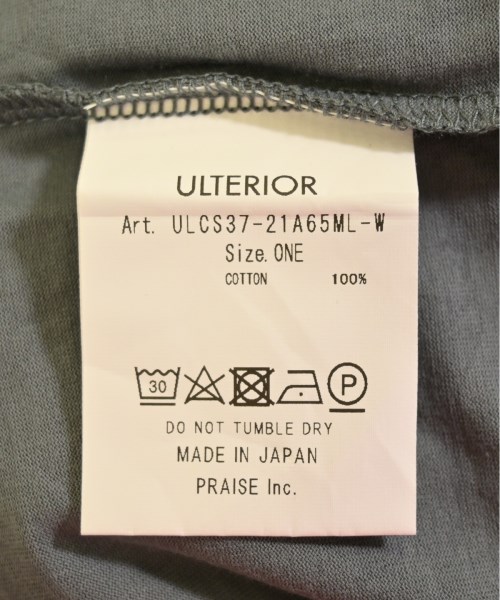 ULTERIOR
Art. ULCS37-21A65ML-W
Size. ONE
COTTON 100%
30 P
DO NOT TUMBLE DRY
MADE IN JAPAN
PRAISE Inc.